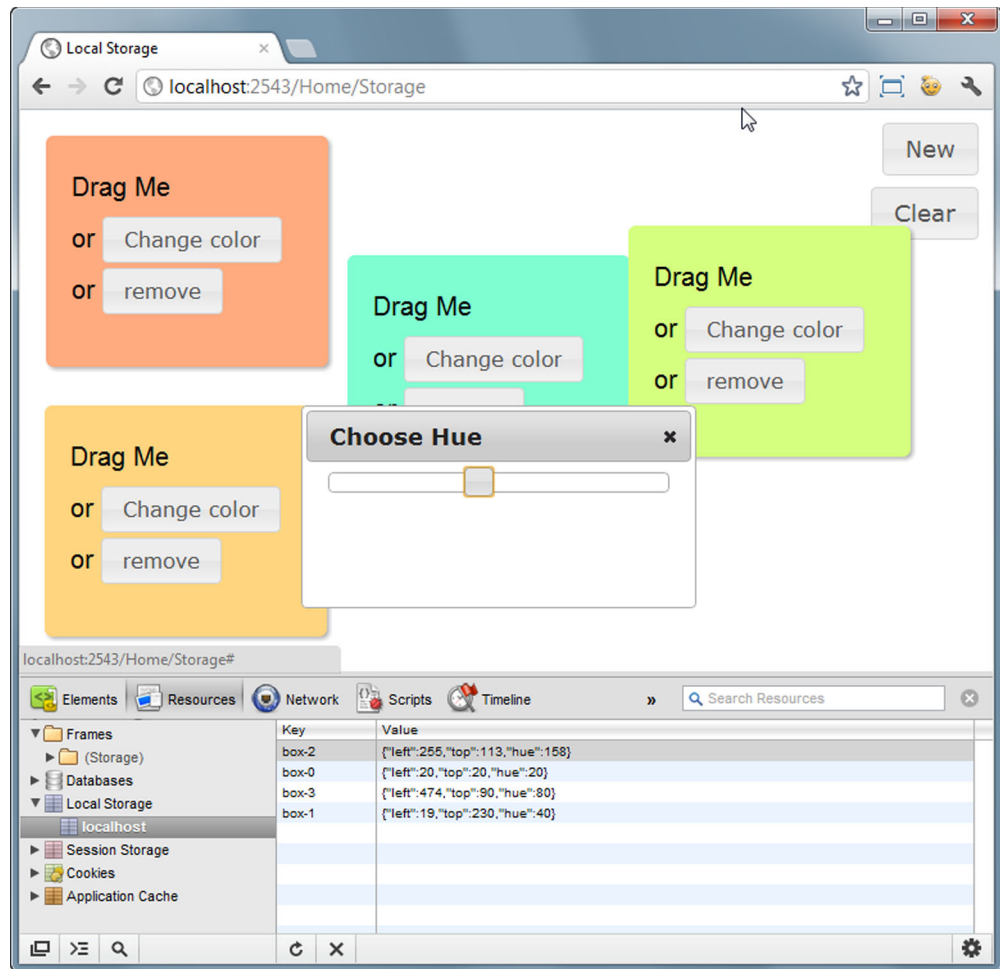 Local Storage
localhost:2543/Home/Storage
New
Clear
Drag Me
or Change color
or remove
Drag Me
or Change color
Drag Me
or Change color
or remove
Drag Me
or Change color
or remove
Choose Hue
localhost:2543/Home/Storage#
Elements Resources Network Scripts Timeline » Search Resources
Frames
(Storage)
Databases
Local Storage
localhost
Session Storage
Cookies
Application Cache
Key Value
box-2 {"left":255,"top":113,"hue":158}
box-0 {"left":20,"top":20,"hue":20}
box-3 {"left":474,"top":90,"hue":80}
box-1 {"left":19,"top":230,"hue":40}